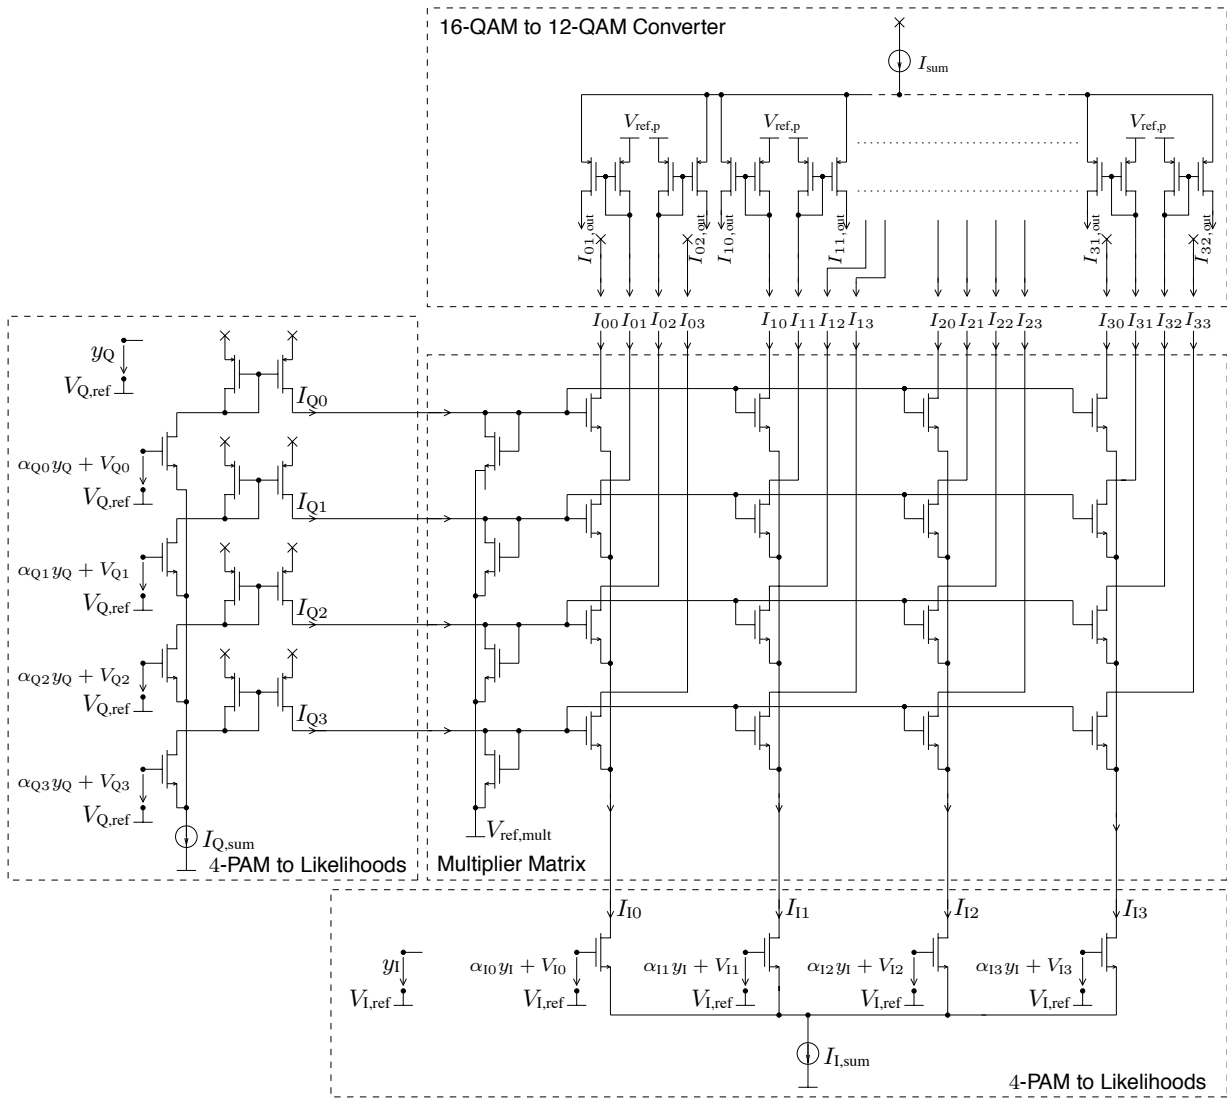 16-QAM to 12-QAM Converter
I_sum
V_ref,p V_ref,p V_ref,p
I_01,out I_02,out I_10,out I_11,out I_31,out I_32,out
I_00 I_01 I_02 I_03 I_10 I_11 I_12 I_13 I_20 I_21 I_22 I_23 I_30 I_31 I_32 I_33
y_Q
V_Q,ref
I_Q0
α_Q0 y_Q + V_Q0
V_Q,ref
I_Q1
α_Q1 y_Q + V_Q1
V_Q,ref
I_Q2
α_Q2 y_Q + V_Q2
V_Q,ref
I_Q3
α_Q3 y_Q + V_Q3
V_Q,ref
I_Q,sum
4-PAM to Likelihoods
V_ref,mult
Multiplier Matrix
I_I0 I_I1 I_I2 I_I3
y_I
α_I0 y_I + V_I0 α_I1 y_I + V_I1 α_I2 y_I + V_I2 α_I3 y_I + V_I3
V_I,ref V_I,ref V_I,ref V_I,ref V_I,ref
I_I,sum
4-PAM to Likelihoods